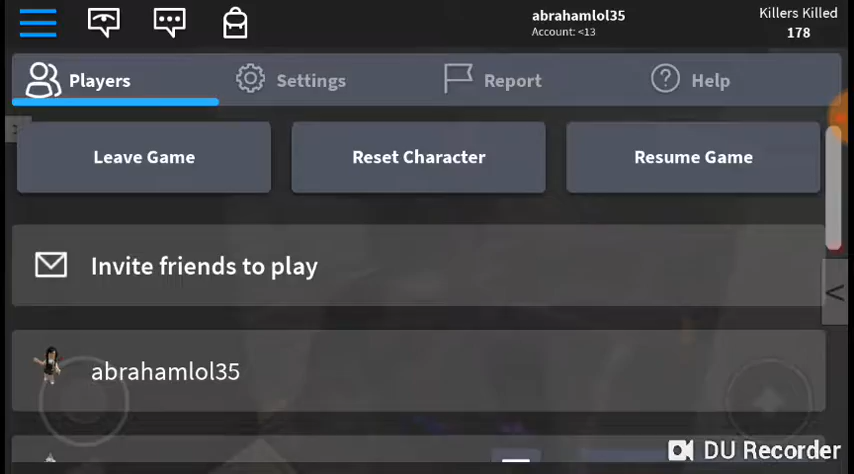 abrahamlol35
Account: <13
Killers Killed
178
Players
Settings
Report
Help
Leave Game
Reset Character
Resume Game
Invite friends to play
abrahamlol35
DU Recorder